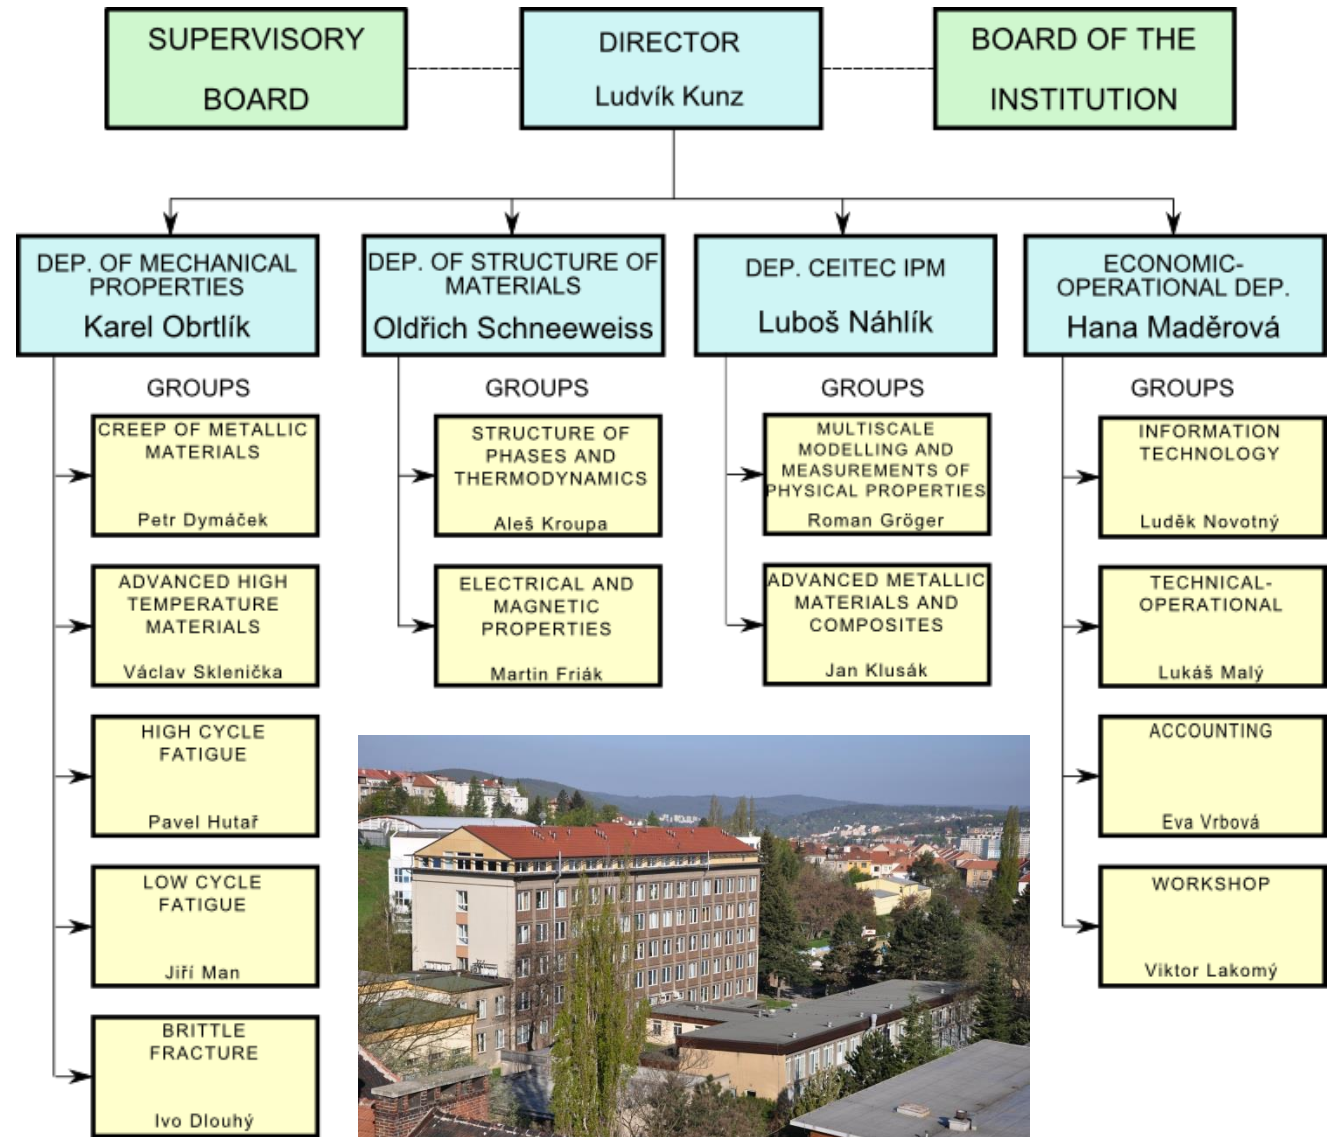 SUPERVISORY
BOARD
DIRECTOR
Ludvík Kunz
BOARD OF THE
INSTITUTION
DEP. OF MECHANICAL
PROPERTIES
Karel Obrtlík
DEP. OF STRUCTURE OF
MATERIALS
Oldřich Schneeweiss
DEP. CEITEC IPM
Luboš Náhlík
ECONOMIC-
OPERATIONAL DEP.
Hana Maděrová
GROUPS
CREEP OF METALLIC
MATERIALS
Petr Dymáček
ADVANCED HIGH
TEMPERATURE
MATERIALS
Václav Sklenička
HIGH CYCLE
FATIGUE
Pavel Hutař
LOW CYCLE
FATIGUE
Jiří Man
BRITTLE
FRACTURE
Ivo Dlouhý
GROUPS
STRUCTURE OF
PHASES AND
THERMODYNAMICS
Aleš Kroupa
ELECTRICAL AND
MAGNETIC
PROPERTIES
Martin Friák
GROUPS
MULTISCALE
MODELLING AND
MEASUREMENTS OF
PHYSICAL PROPERTIES
Roman Gröger
ADVANCED METALLIC
MATERIALS AND
COMPOSITES
Jan Klusák
GROUPS
INFORMATION
TECHNOLOGY
Luděk Novotný
TECHNICAL-
OPERATIONAL
Lukáš Malý
ACCOUNTING
Eva Vrbová
WORKSHOP
Viktor Lakomý